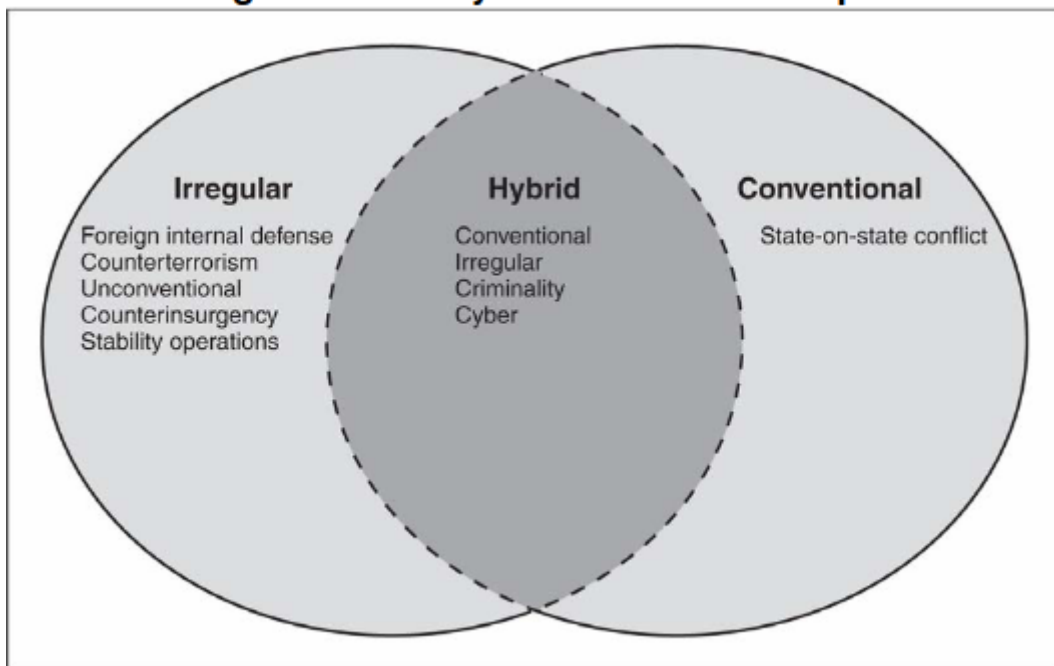 Irregular
Foreign internal defense
Counterterrorism
Unconventional
Counterinsurgency
Stability operations
Hybrid
Conventional
Irregular
Criminality
Cyber
Conventional
State-on-state conflict